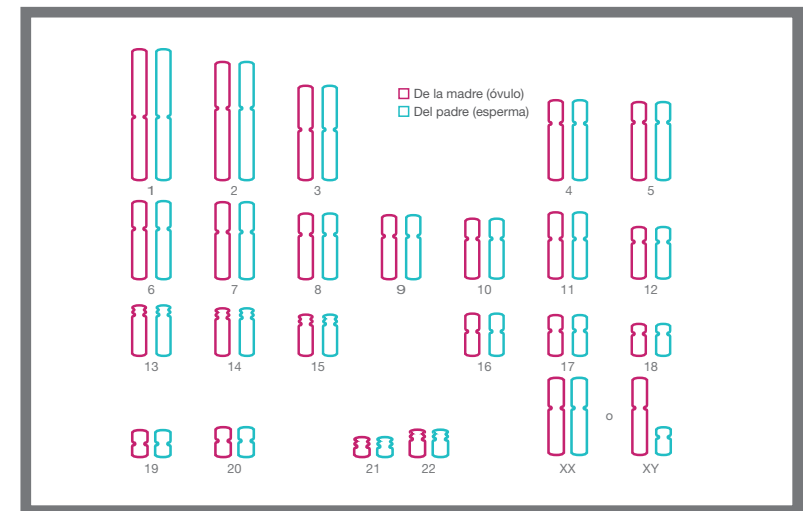 De la madre (óvulo)
Del padre (esperma)
1 2 3 4 5
6 7 8 9 10 11 12
13 14 15 16 17 18
o
19 20 21 22 XX XY